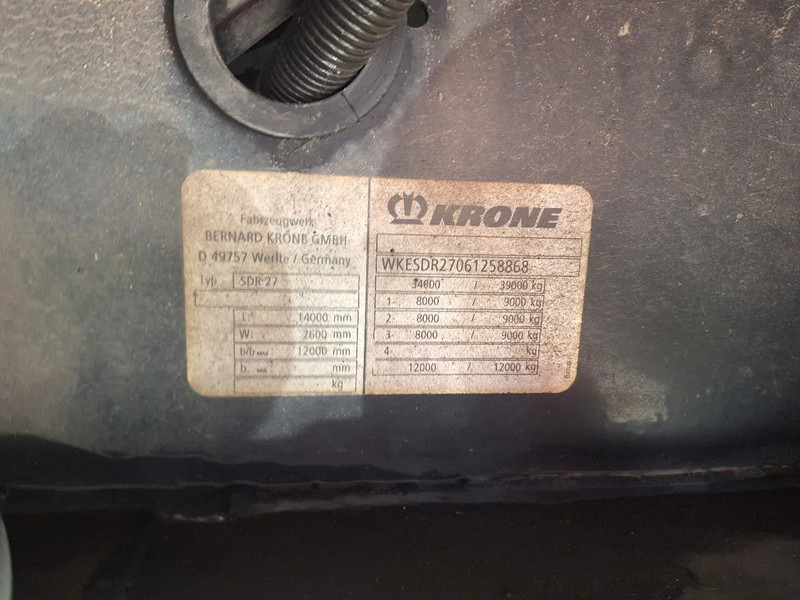 Fahrzeugwerk
BERNARD KRONE GMBH
D 49757 Werlte / Germany
Typ SDR 27
L 14000 mm
W 2600 mm
b/b max 12000 mm
b min
kg
KRONE
WKESDR27061258868
34000 / 39000 kg
1- 8000 / 9000 kg
2- 8000 / 9000 kg
3- 8000 / 9000 kg
4- kg
12000 / 12000 kg